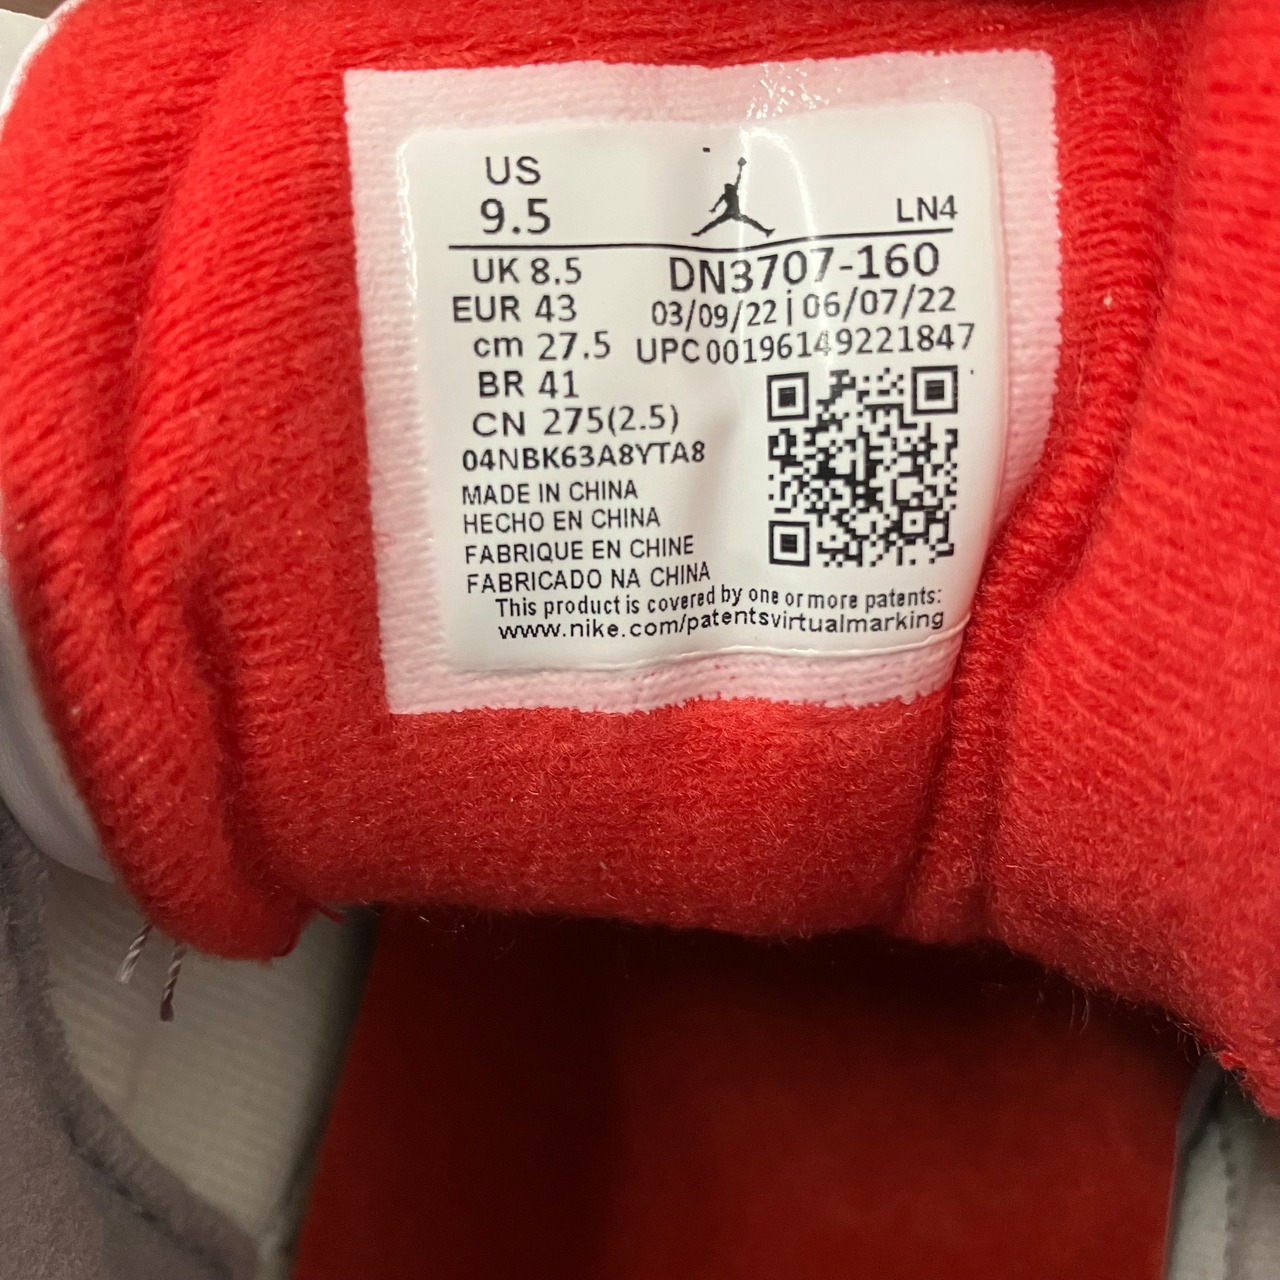 US
9.5
LN4
UK 8.5
DN3707-160
EUR 43
03/09/22 | 06/07/22
cm 27.5
UPC 00196149221847
BR 41
CN 275(2.5)
04NBK63A8YTA8
MADE IN CHINA
HECHO EN CHINA
FABRIQUE EN CHINE
FABRICADO NA CHINA
This product is covered by one or more patents:
www.nike.com/patentsvirtualmarking